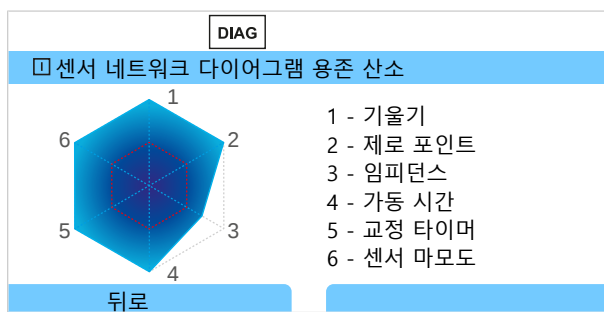 DIAG
센서 네트워크 다이어그램 용존 산소
1
2
3
4
5
6
1 - 기울기
2 - 제로 포인트
3 - 임피던스
4 - 가동 시간
5 - 교정 타이머
6 - 센서 마모도
뒤로